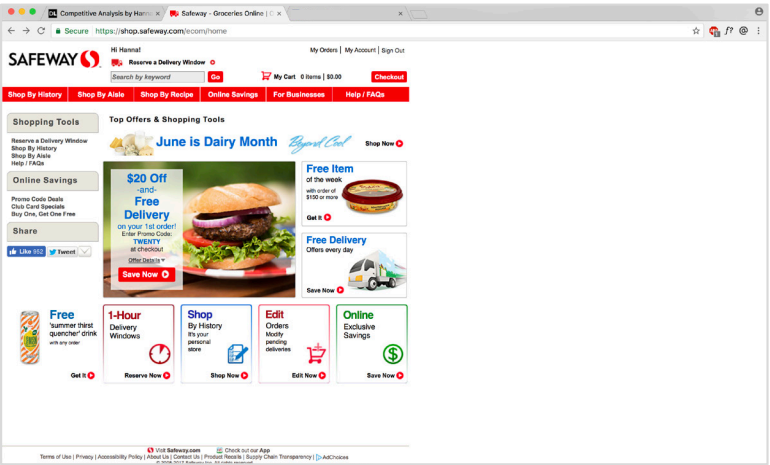 DL Competitive Analysis by Hanna
Safeway - Groceries Online |
Secure https://shop.safeway.com/ecom/home
f?
SAFEWAY
Hi Hanna!
My Orders | My Account | Sign Out
Reserve a Delivery Window
Search by keyword Go
My Cart 0 items | $0.00 Checkout
Shop By History Shop By Aisle Shop By Recipe Online Savings For Businesses Help / FAQs
Shopping Tools
Reserve a Delivery Window
Shop By History
Shop By Aisle
Help / FAQs
Online Savings
Promo Code Deals
Club Card Specials
Buy One, Get One Free
Share
Like 952 Tweet
Top Offers & Shopping Tools
June is Dairy Month Beyond Cool Shop Now
$20 Off
-and-
Free
Delivery
on your 1st order!
Enter Promo Code:
TWENTY
at checkout
Offer Details
Save Now
Free Item
of the week
with order of
$150 or more
Get It
Free Delivery
Offers every day
Save Now
Free
'summer thirst
quencher' drink
with any order
Get It
1-Hour
Delivery
Windows
Reserve Now
Shop
By History
It's your
personal
store
Shop Now
Edit
Orders
Modify
pending
deliveries
Edit Now
Online
Exclusive
Savings
$
Save Now
Visit Safeway.com Check out our App
Terms of Use | Privacy | Accessibility Policy | About Us | Contact Us | Product Recalls | Supply Chain Transparency | AdChoices